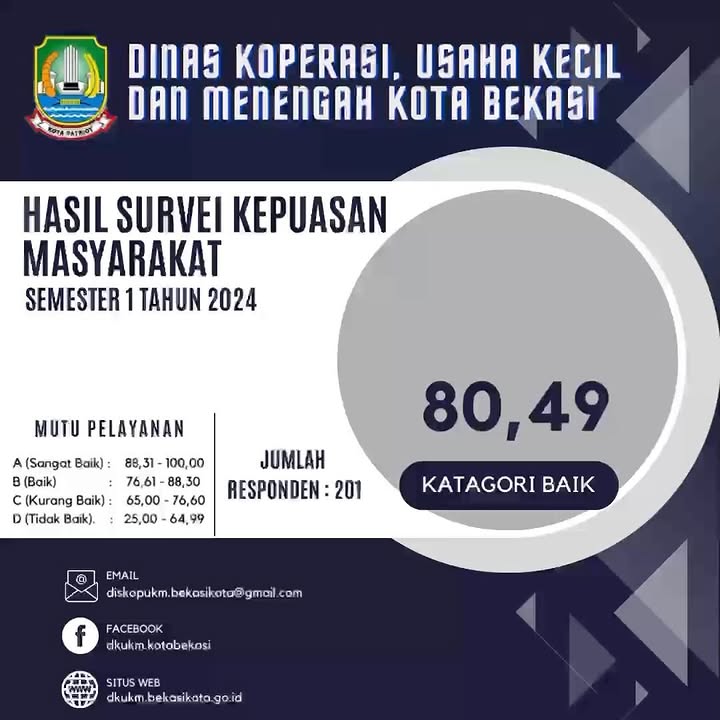 DINAS KOPERASI, USAHA KECIL
DAN MENENGAH KOTA BEKASI
KOTA PATRIOT
HASIL SURVEI KEPUASAN
MASYARAKAT
SEMESTER 1 TAHUN 2024
80,49
KATAGORI BAIK
MUTU PELAYANAN
A (Sangat Baik) : 88,31 - 100,00
B (Baik) : 76,61 - 88,30
C (Kurang Baik) : 65,00 - 76,60
D (Tidak Baik). : 25,00 - 64,99
JUMLAH
RESPONDEN : 201
EMAIL
diskopukm.bekasikota@gmail.com
FACEBOOK
dkukm.kotabekasi
SITUS WEB
dkukm.bekasikota.go.id
WWW